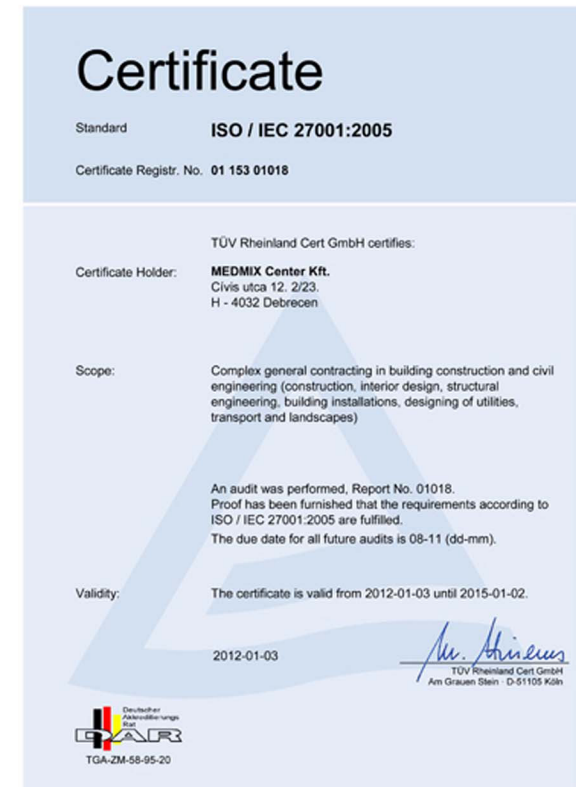 Certificate
Standard ISO / IEC 27001:2005
Certificate Registr. No. 01 153 01018
TÜV Rheinland Cert GmbH certifies:
Certificate Holder: MEDMIX Center Kft.
Cívis utca 12. 2/23.
H - 4032 Debrecen
Scope: Complex general contracting in building construction and civil
engineering (construction, interior design, structural
engineering, building installations, designing of utilities,
transport and landscapes)
An audit was performed, Report No. 01018.
Proof has been furnished that the requirements according to
ISO / IEC 27001:2005 are fulfilled.
The due date for all future audits is 08-11 (dd-mm).
Validity: The certificate is valid from 2012-01-03 until 2015-01-02.
2012-01-03
TÜV Rheinland Cert GmbH
Am Grauen Stein · D-51105 Köln
Deutscher
Akkreditierungs
Rat
DAR
TGA-ZM-58-95-20